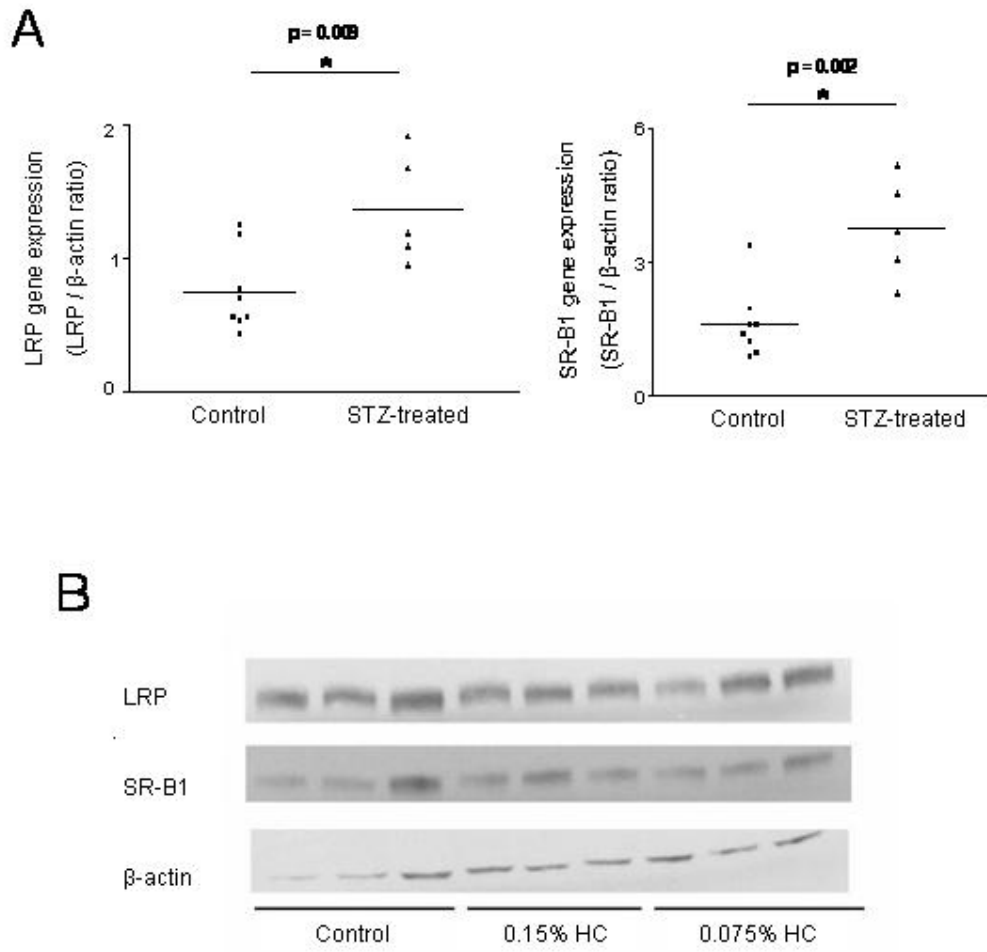 A
p = 0.009
*
LRP gene expression
(LRP / β-actin ratio)
2
1
0
Control
STZ-treated
p = 0.002
*
SR-B1 gene expression
(SR-B1 / β-actin ratio)
6
3
0
Control
STZ-treated
B
LRP
SR-B1
β-actin
Control
0.15% HC
0.075% HC